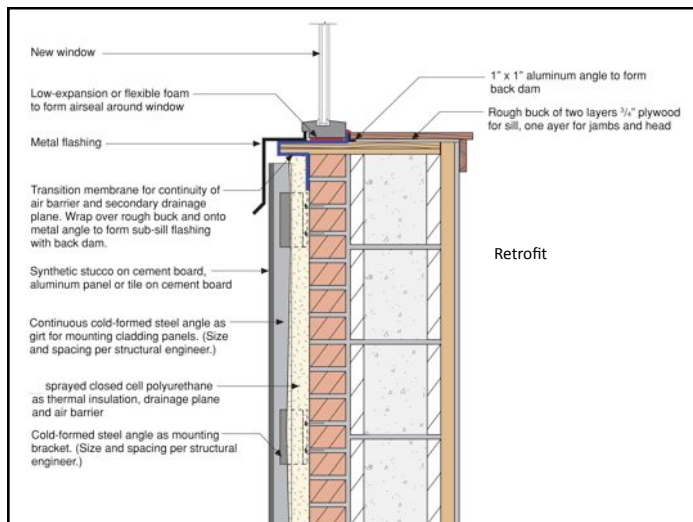 New window
Low-expansion or flexible foam
to form airseal around window
Metal flashing
Transition membrane for continuity of
air barrier and secondary drainage
plane. Wrap over rough buck and onto
metal angle to form sub-sill flashing
with back dam.
Synthetic stucco on cement board,
aluminum panel or tile on cement board
Continuous cold-formed steel angle as
girt for mounting cladding panels. (Size
and spacing per structural engineer.)
sprayed closed cell polyurethane
as thermal insulation, drainage plane
and air barrier
Cold-formed steel angle as mounting
bracket. (Size and spacing per structural
engineer.)
1" x 1" aluminum angle to form
back dam
Rough buck of two layers ¾" plywood
for sill, one ayer for jambs and head
Retrofit